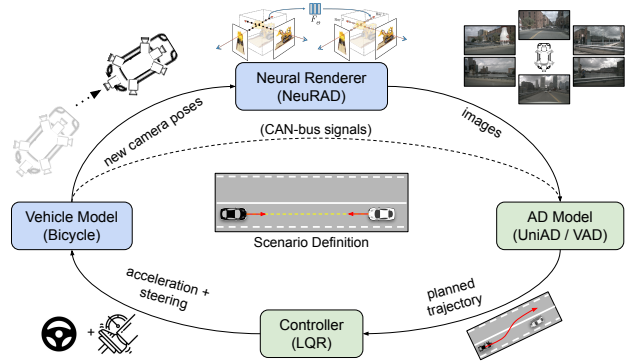 F_Θ
Neural Renderer
(NeuRAD)
new camera poses
(CAN-bus signals)
images
Vehicle Model
(Bicycle)
Scenario Definition
AD Model
(UniAD / VAD)
acceleration +
steering
planned
trajectory
+
Controller
(LQR)